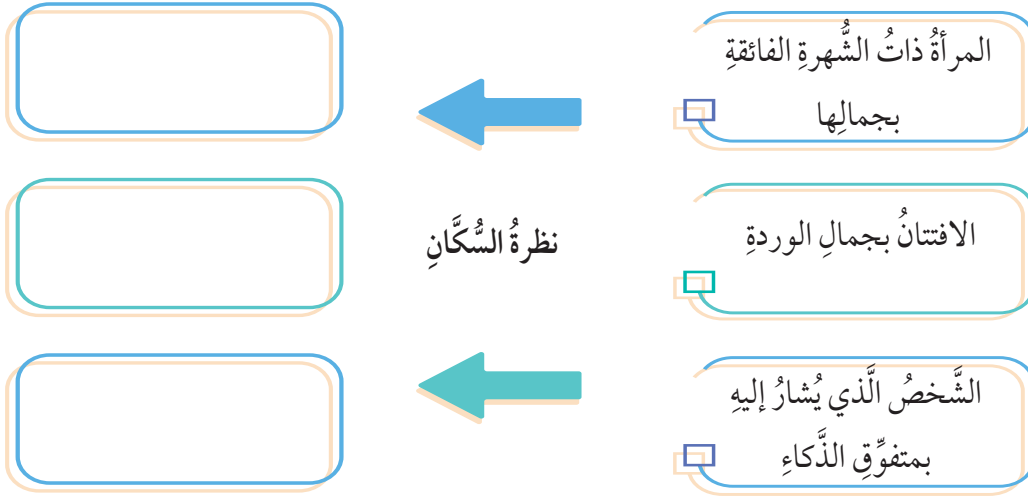 المرأةُ ذاتُ الشُّهرةِ الفائقةِ
بجمالِها
الافتتانُ بجمالِ الوردةِ
نظرةُ السُّكَّانِ
الشَّخصُ الَّذي يُشارُ إليهِ
بمتفوِّقِ الذَّكاءِ